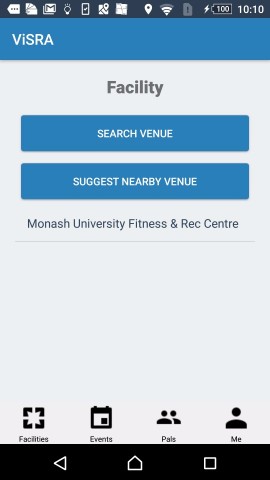 100 10:10
ViSRA
Facility
SEARCH VENUE
SUGGEST NEARBY VENUE
Monash University Fitness & Rec Centre
Facilities Events Pals Me